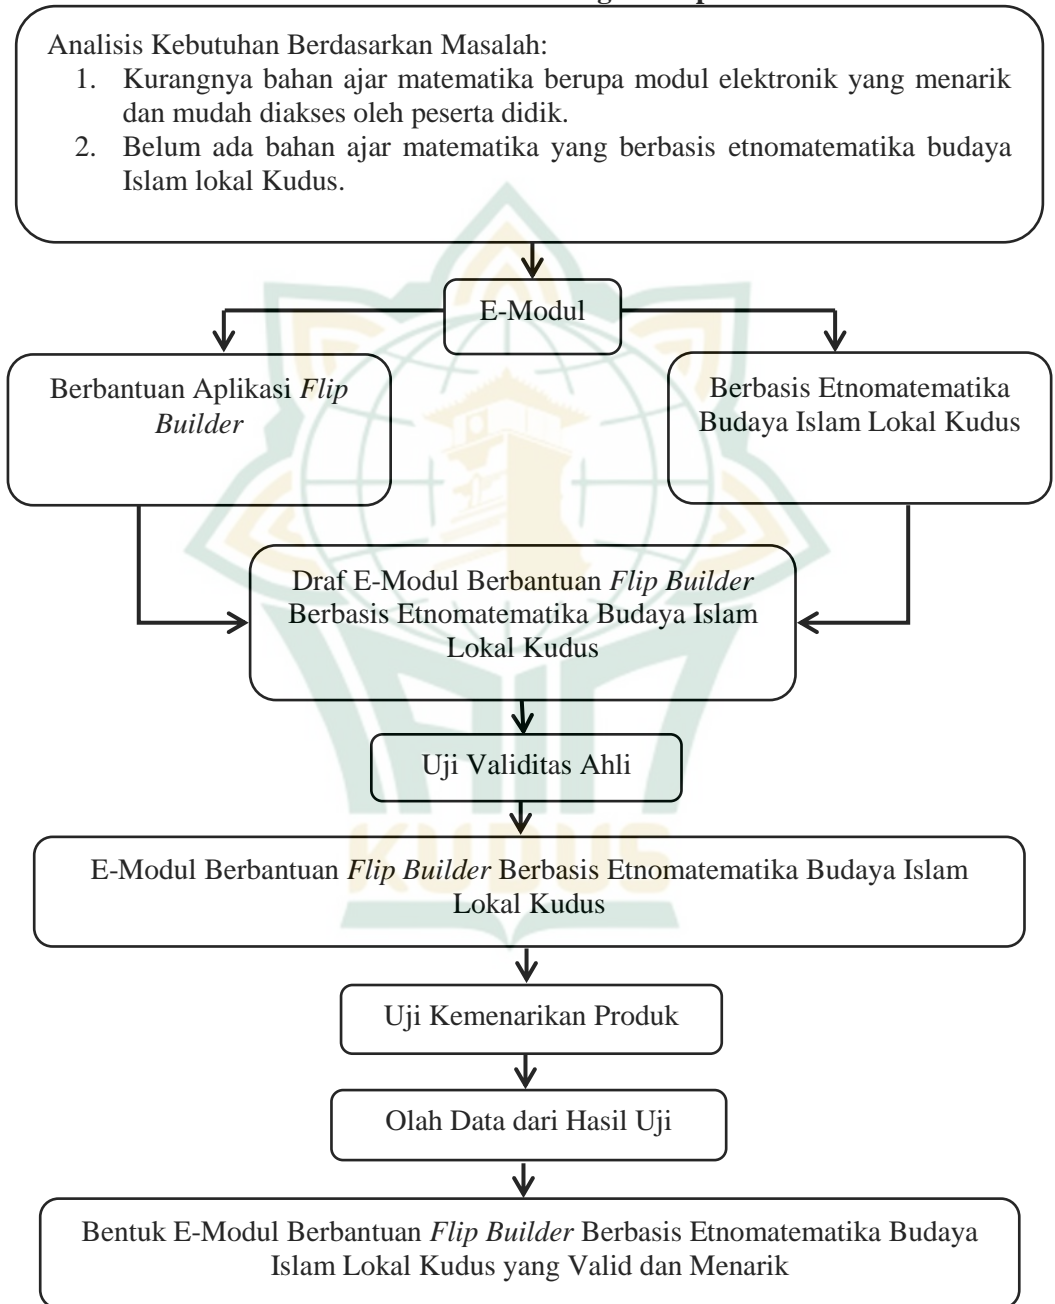 Analisis Kebutuhan Berdasarkan Masalah:
1. Kurangnya bahan ajar matematika berupa modul elektronik yang menarik
dan mudah diakses oleh peserta didik.
2. Belum ada bahan ajar matematika yang berbasis etnomatematika budaya
Islam lokal Kudus.
E-Modul
Berbantuan Aplikasi Flip
Builder
Berbasis Etnomatematika
Budaya Islam Lokal Kudus
Draf E-Modul Berbantuan Flip Builder
Berbasis Etnomatematika Budaya Islam
Lokal Kudus
Uji Validitas Ahli
E-Modul Berbantuan Flip Builder Berbasis Etnomatematika Budaya Islam
Lokal Kudus
KUDUS
Uji Kemenarikan Produk
Olah Data dari Hasil Uji
Bentuk E-Modul Berbantuan Flip Builder Berbasis Etnomatematika Budaya
Islam Lokal Kudus yang Valid dan Menarik